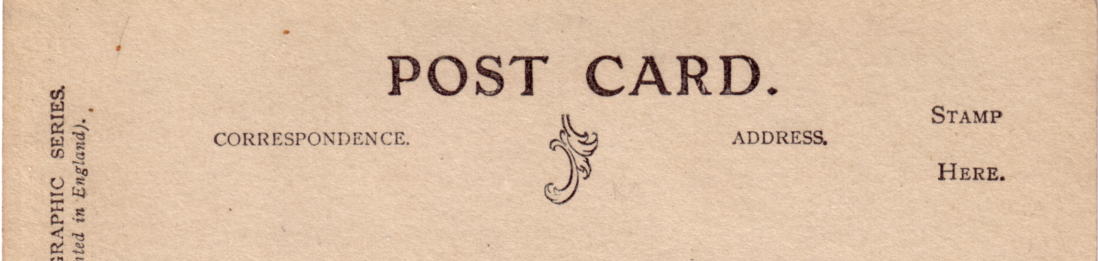 POST CARD.
CORRESPONDENCE.
ADDRESS.
STAMP
HERE.
GRAPHIC SERIES.
nted in England).